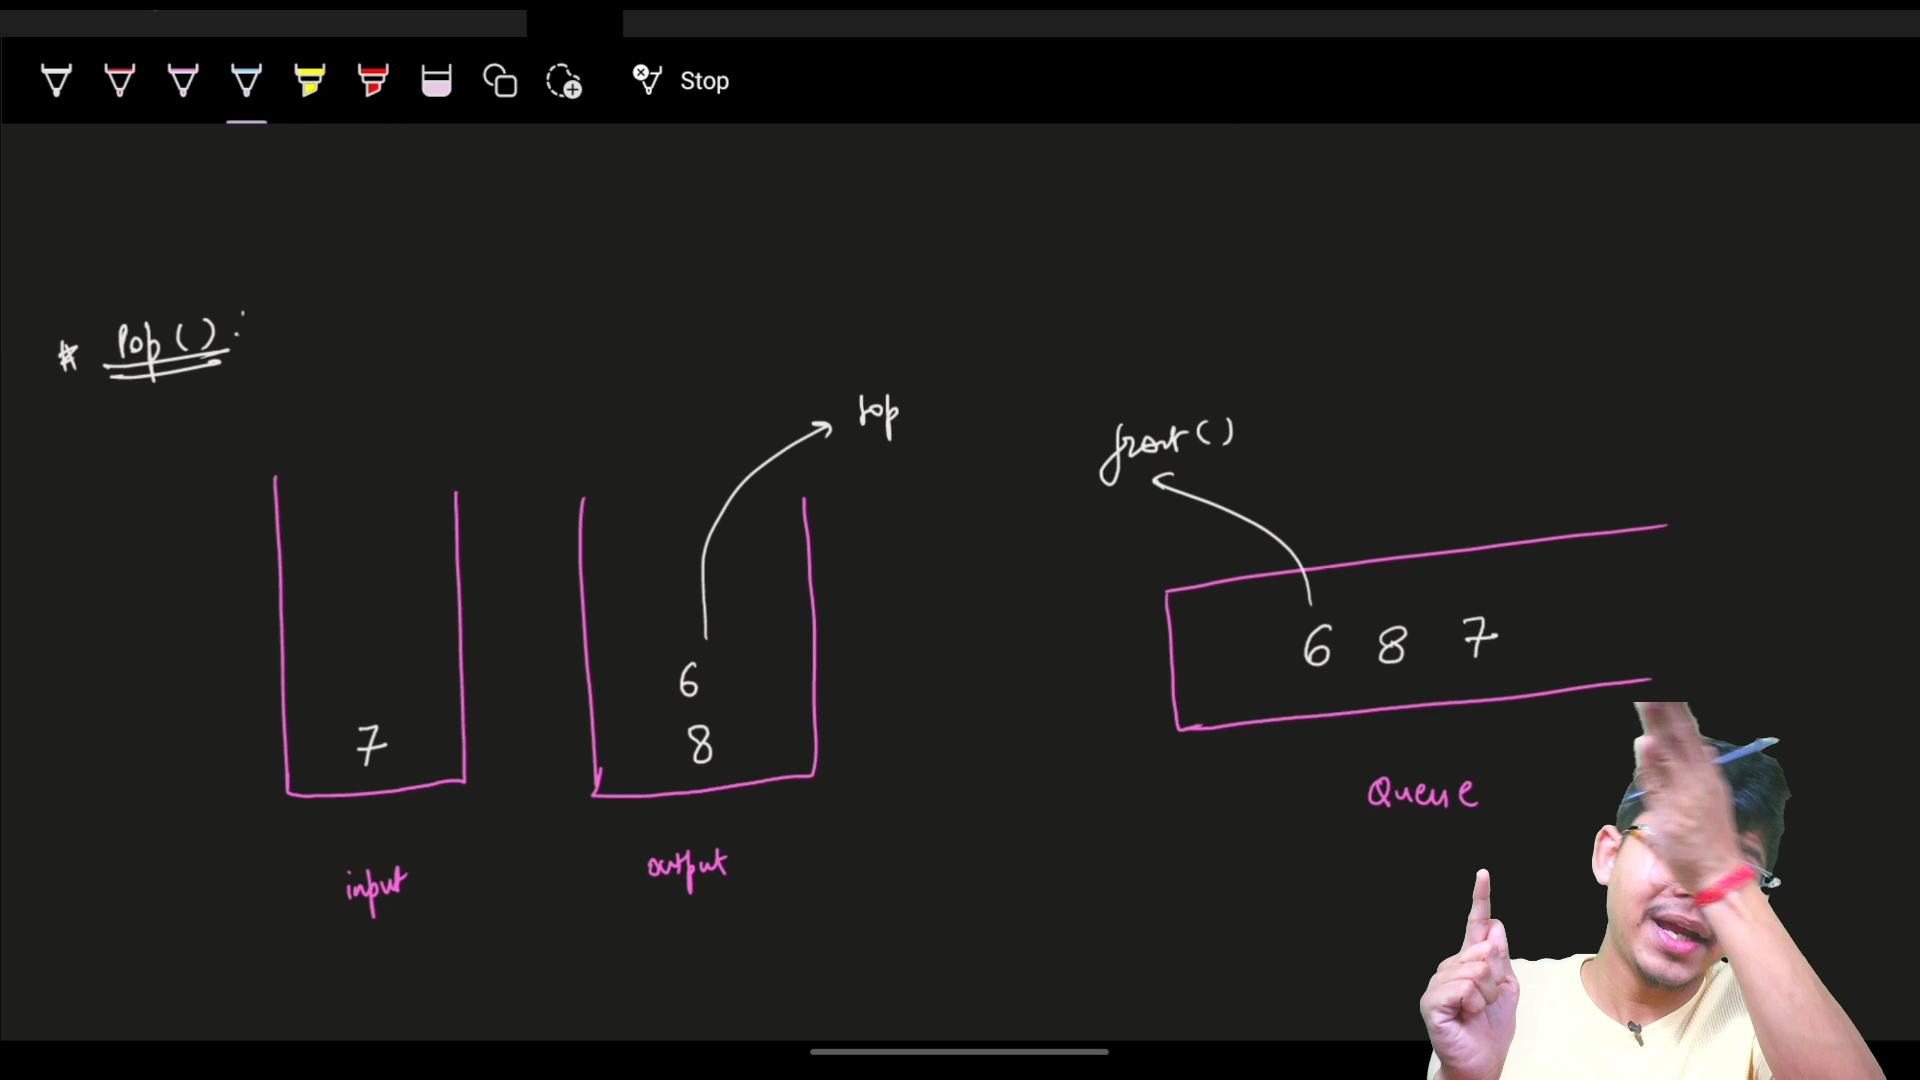 Stop
* Pop() :
top
front()
6 8 7
6
7
8
Queue
input
output